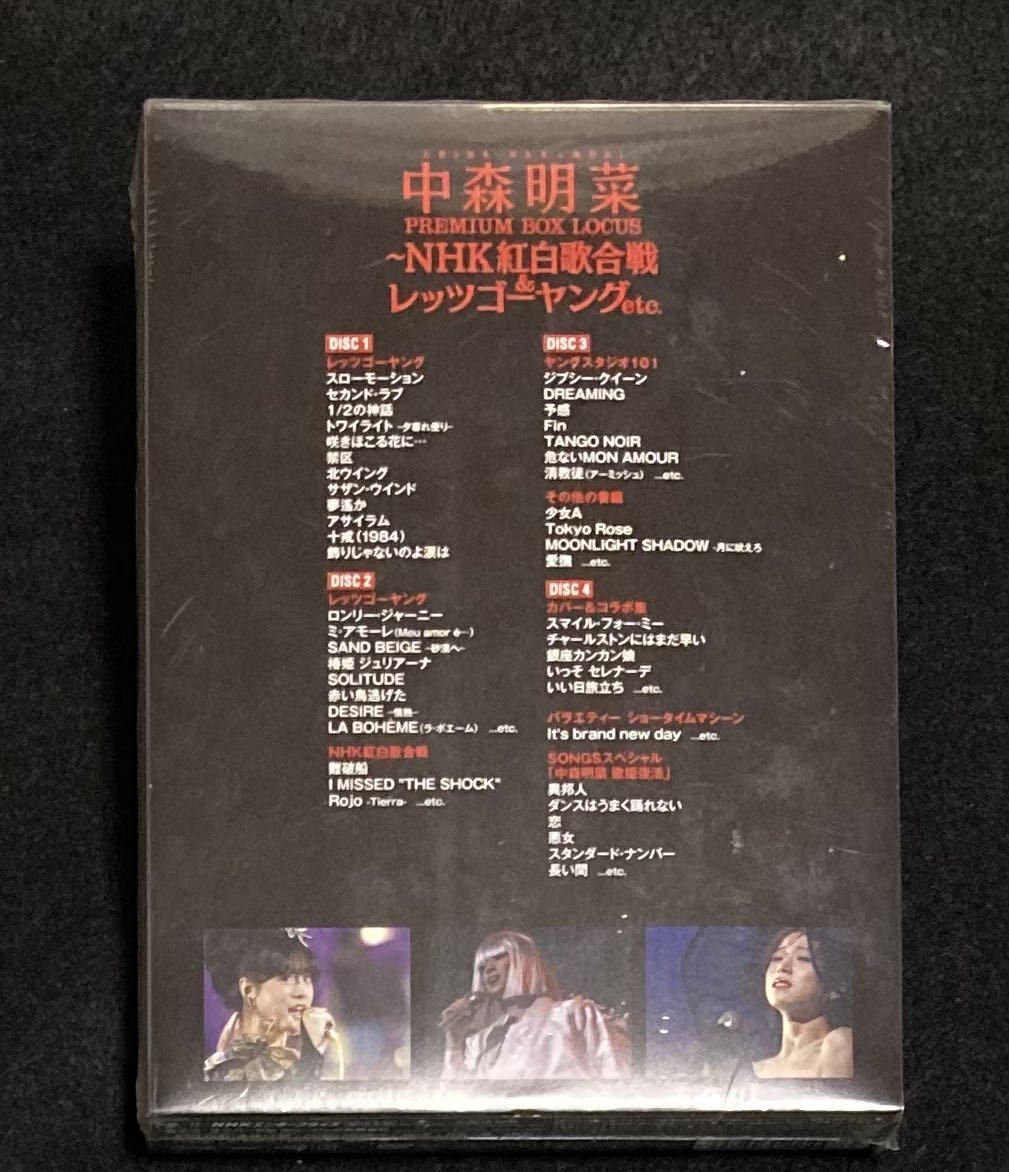 AKINA NAKAMORI
中森明菜
PREMIUM BOX LOCUS
~NHK紅白歌合戦
&
レッツゴーヤングetc.
DISC 1
レッツゴーヤング
スローモーション
セカンド・ラブ
1/2の神話
トワイライト -夕暮れ便り-
咲きほこる花に…
禁区
北ウイング
サザン・ウインド
夢遥か
アサイラム
十戒(1984)
飾りじゃないのよ涙は
DISC 2
レッツゴーヤング
ロンリー・ジャーニー
ミ・アモーレ(Meu amor é…)
SAND BEIGE -砂漠へ-
椿姫 ジュリアーナ
SOLITUDE
赤い鳥逃げた
DESIRE -情熱-
LA BOHÈME(ラ・ボエーム) ...etc.
NHK紅白歌合戦
難破船
I MISSED "THE SHOCK"
Rojo -Tierra- ...etc.
DISC 3
ヤングスタジオ101
ジプシー・クイーン
DREAMING
予感
Fin
TANGO NOIR
危ないMON AMOUR
清教徒(アーミッシュ) ...etc.
その他の番組
少女A
Tokyo Rose
MOONLIGHT SHADOW -月に吠えろ
愛撫 ...etc.
DISC 4
カバー&コラボ集
スマイル・フォー・ミー
チャールストンにはまだ早い
銀座カンカン娘
いっそ セレナーデ
いい日旅立ち ...etc.
バラエティー ショータイムマシーン
It's brand new day ...etc.
SONGSスペシャル
「中森明菜 歌姫復活」
異邦人
ダンスはうまく踊れない
恋
悪女
スタンダード・ナンバー
長い間 ...etc.